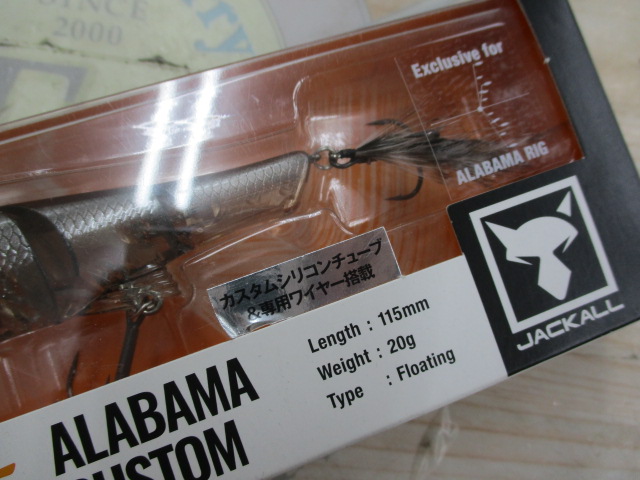 SINCE
2000
Exclusive for
ALABAMA RIG
カスタムシリコンチューブ
&専用ワイヤー搭載
Length : 115mm
Weight : 20g
Type : Floating
JACKALL
ALABAMA
CUSTOM